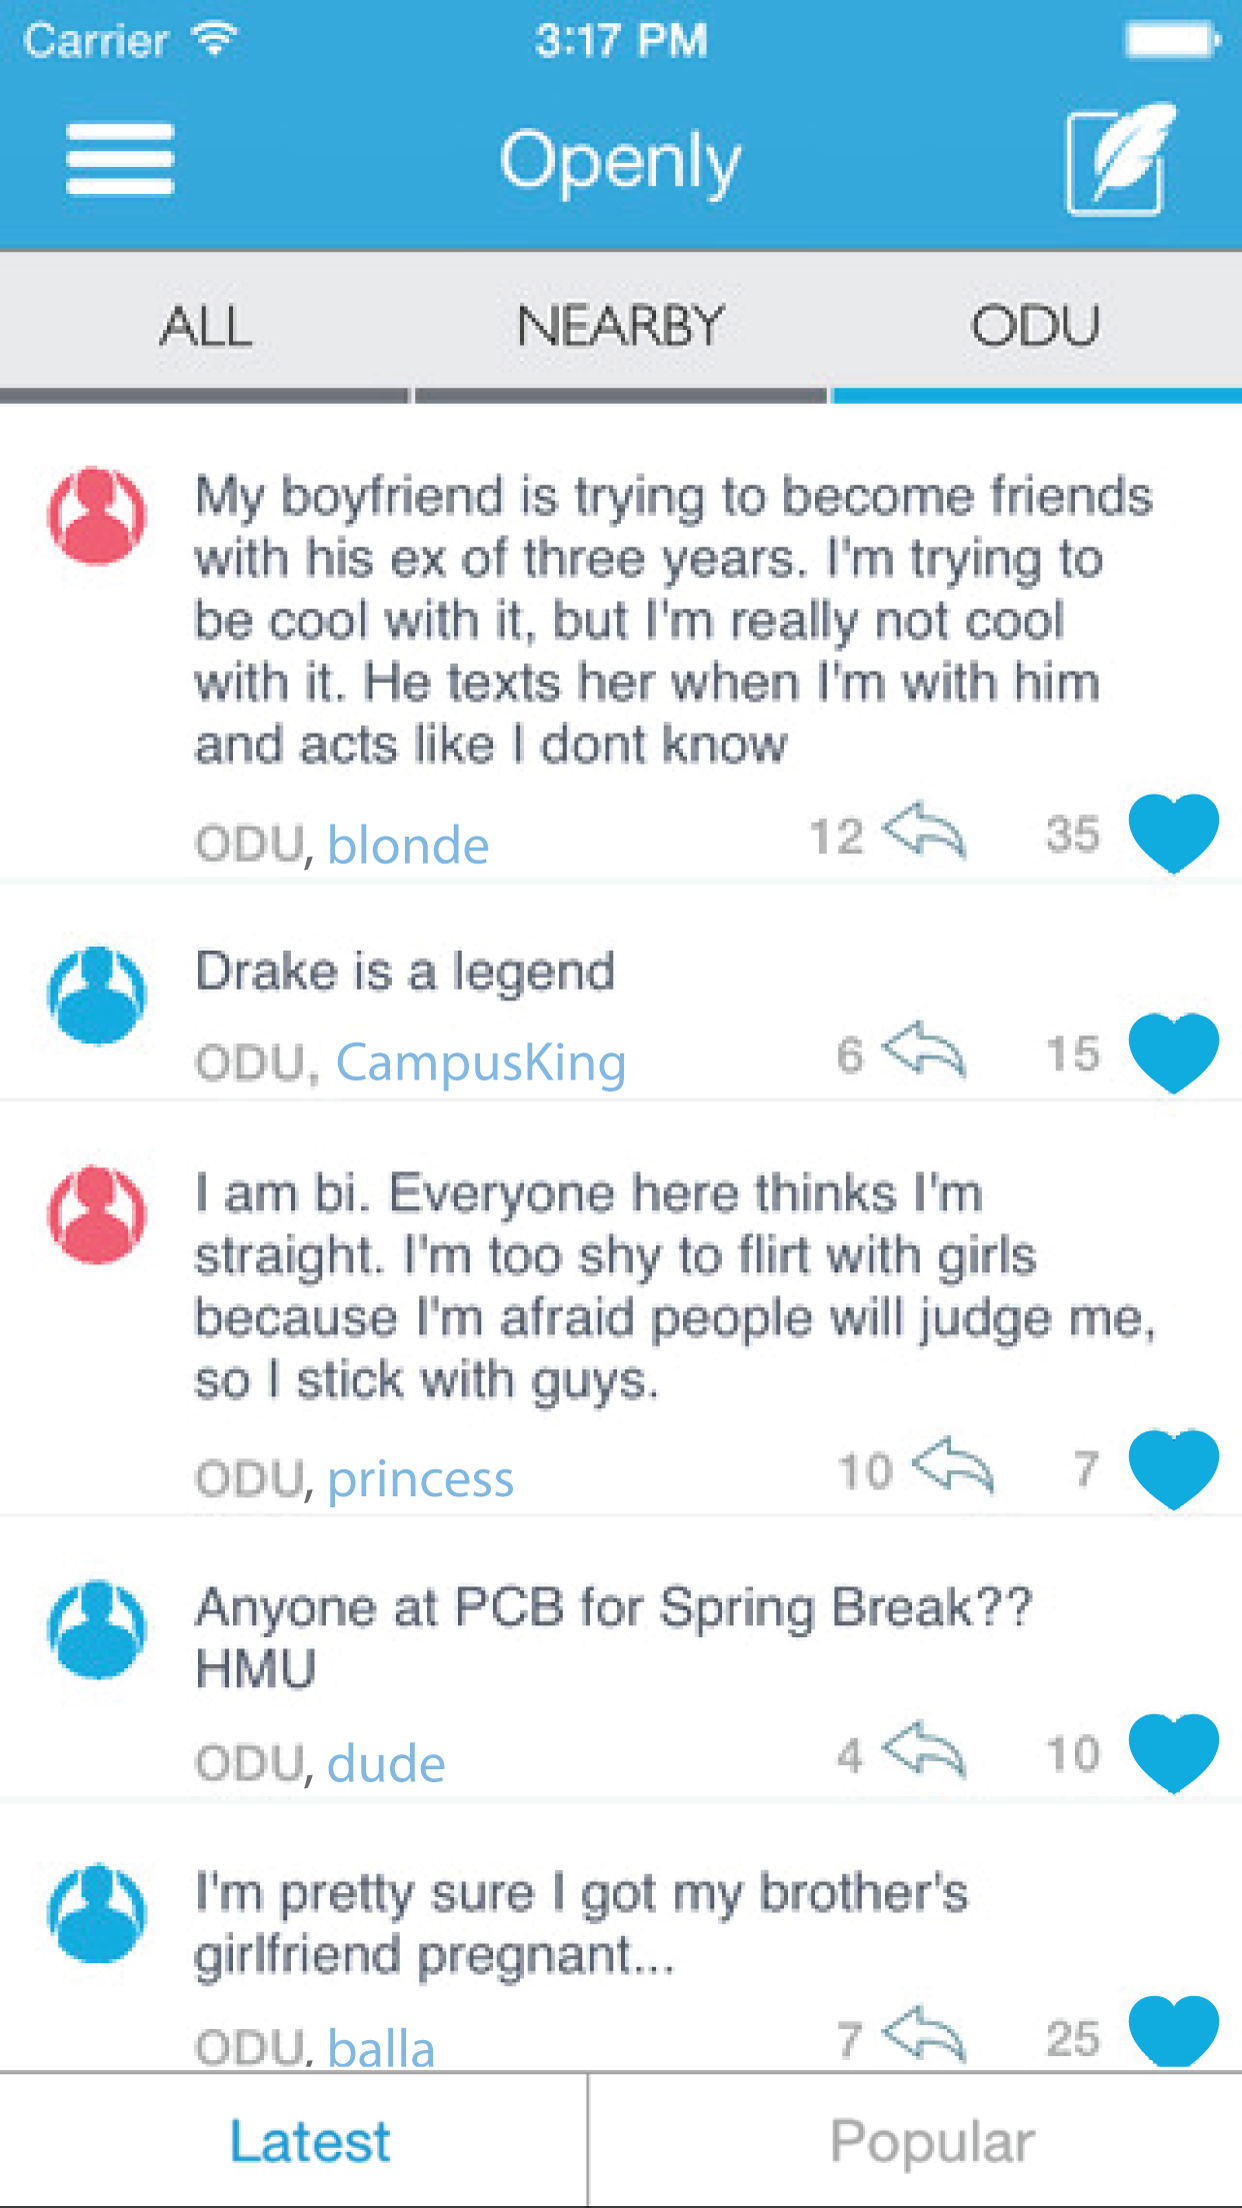 Carrier 3:17 PM
Openly
ALL NEARBY ODU
My boyfriend is trying to become friends
with his ex of three years. I'm trying to
be cool with it, but I'm really not cool
with it. He texts her when I'm with him
and acts like I dont know
ODU, blonde 12 35
Drake is a legend
ODU, CampusKing 6 15
I am bi. Everyone here thinks I'm
straight. I'm too shy to flirt with girls
because I'm afraid people will judge me,
so I stick with guys.
ODU, princess 10 7
Anyone at PCB for Spring Break??
HMU
ODU, dude 4 10
I'm pretty sure I got my brother's
girlfriend pregnant...
ODU, balla 7 25
Latest Popular